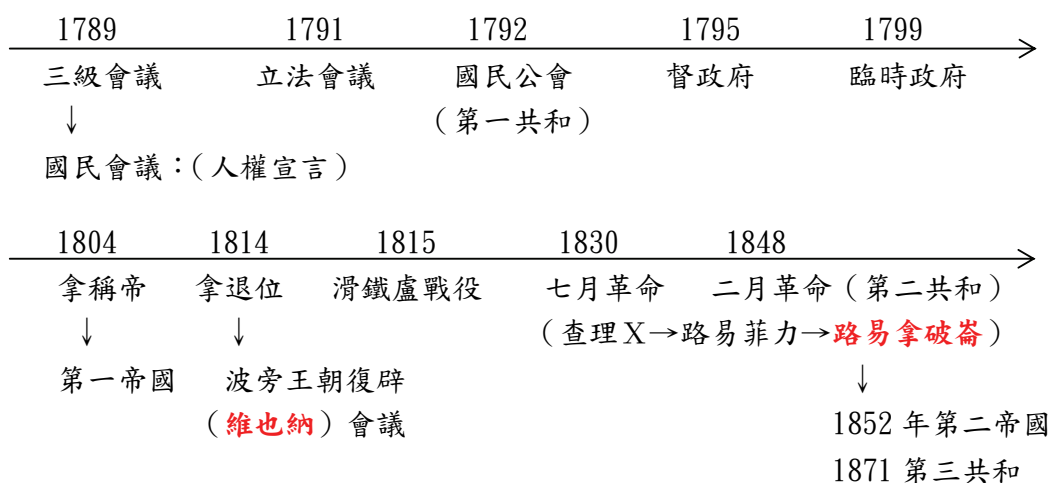 1789 1791 1792 1795 1799
三級會議 立法會議 國民公會 督政府 臨時政府
↓ （第一共和）
國民會議：（人權宣言）
1804 1814 1815 1830 1848
拿稱帝 拿退位 滑鐵盧戰役 七月革命 二月革命（第二共和）
↓ ↓ （查理X→路易菲力→路易拿破崙）
第一帝國 波旁王朝復辟 ↓
（維也納）會議 1852 年第二帝國
1871 第三共和